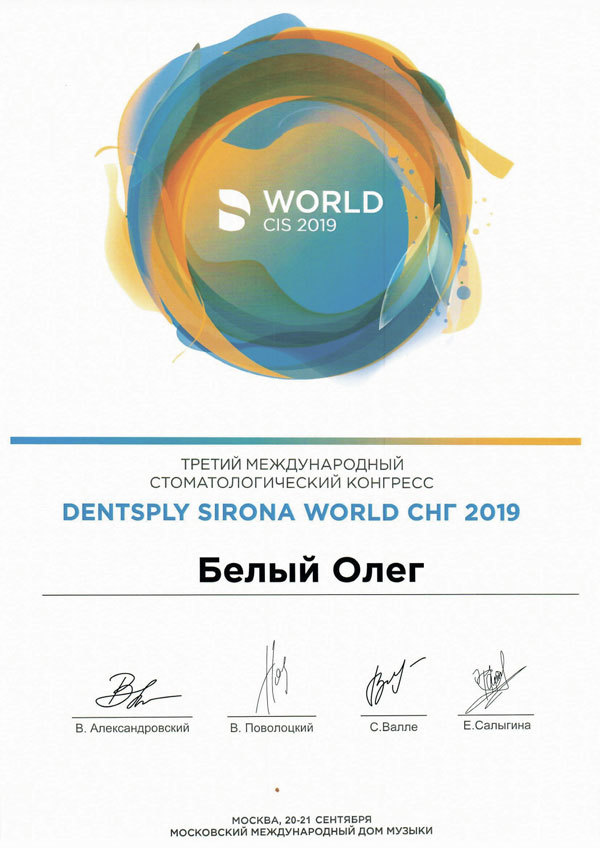 WORLD
CIS 2019
ТРЕТИЙ МЕЖДУНАРОДНЫЙ
СТОМАТОЛОГИЧЕСКИЙ КОНГРЕСС
DENTSPLY SIRONA WORLD СНГ 2019
Белый Олег
В. Александровский В. Поволоцкий С.Валле Е.Салыгина
МОСКВА, 20-21 СЕНТЯБРЯ
МОСКОВСКИЙ МЕЖДУНАРОДНЫЙ ДОМ МУЗЫКИ